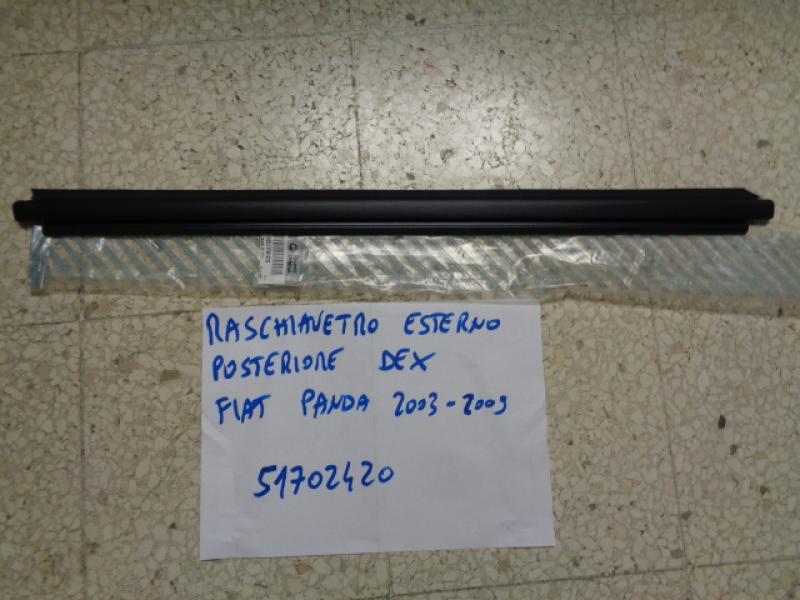 RASCHIAVETRO ESTERNO
POSTERIORE DEX
FIAT PANDA 2003-2009
51702420